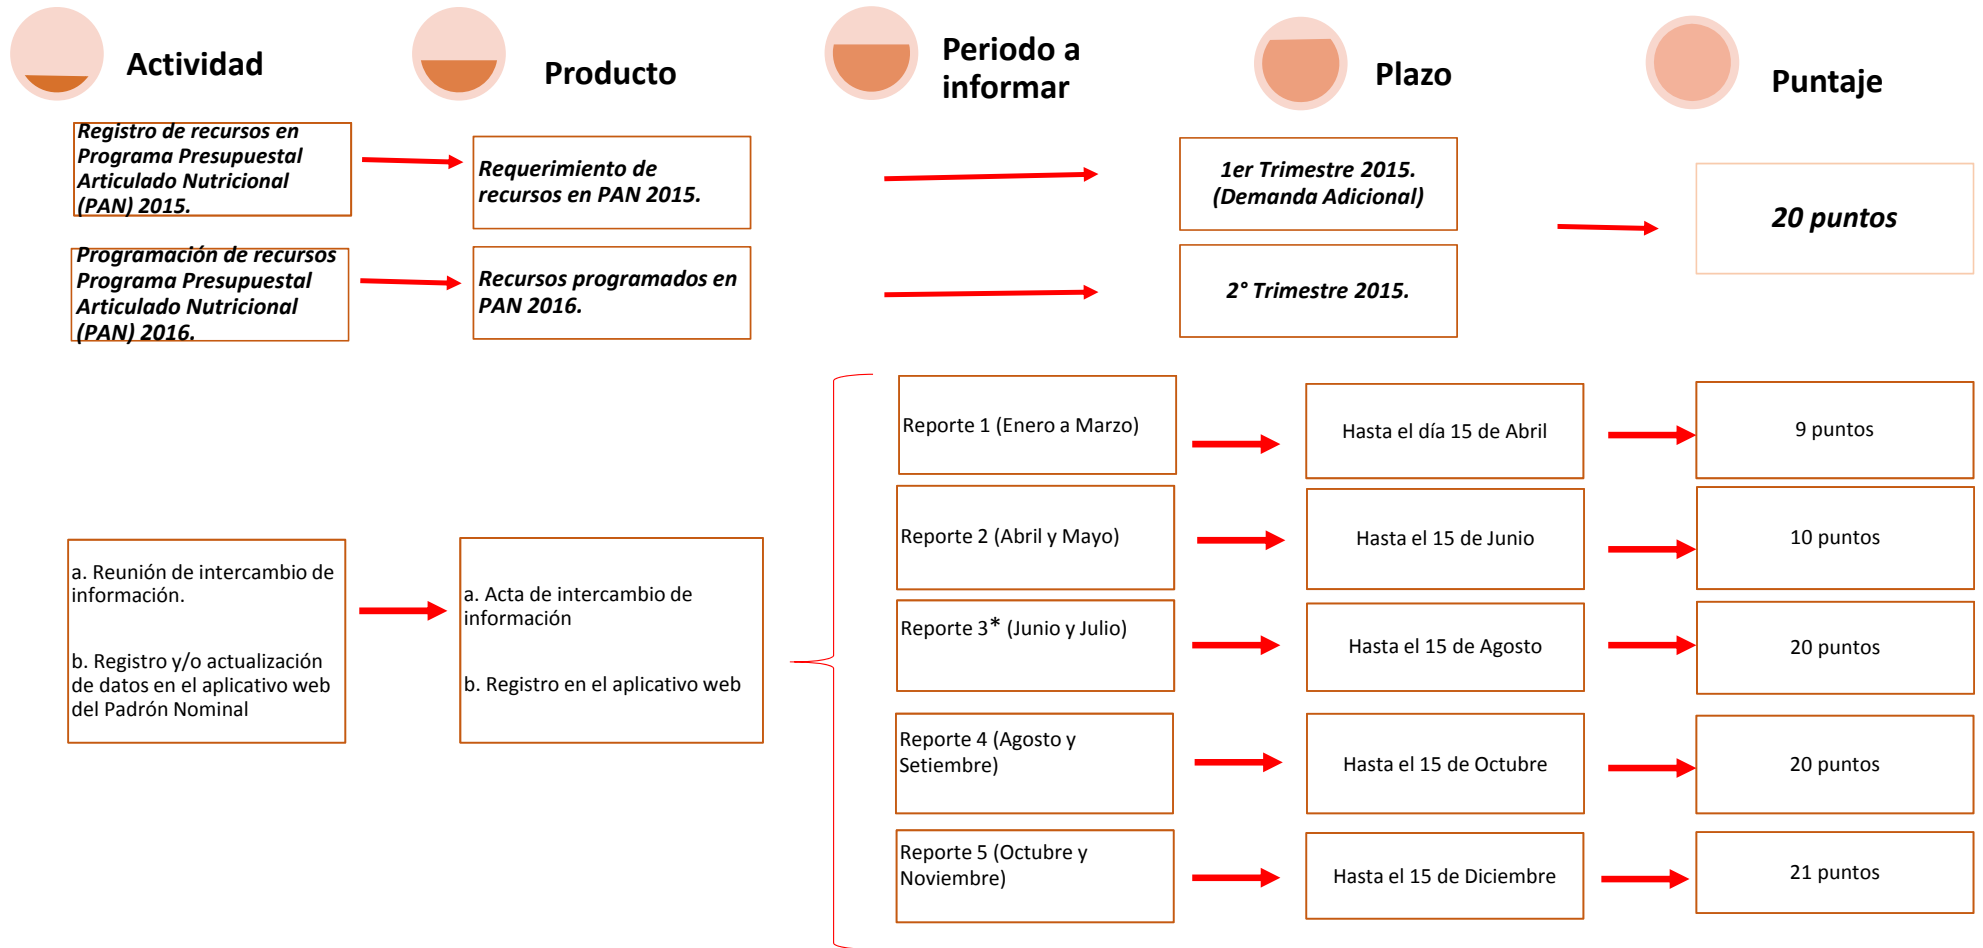 Actividad
Producto
Periodo a
informar
Plazo
Puntaje
Registro de recursos en
Programa Presupuestal
Articulado Nutricional
(PAN) 2015.
Requerimiento de
recursos en PAN 2015.
1er Trimestre 2015.
(Demanda Adicional)
20 puntos
Programación de recursos
Programa Presupuestal
Articulado Nutricional
(PAN) 2016.
Recursos programados en
PAN 2016.
2° Trimestre 2015.
a. Reunión de intercambio de
información.
b. Registro y/o actualización
de datos en el aplicativo web
del Padrón Nominal
a. Acta de intercambio de
información
b. Registro en el aplicativo web
Reporte 1 (Enero a Marzo)
Hasta el día 15 de Abril
9 puntos
Reporte 2 (Abril y Mayo)
Hasta el 15 de Junio
10 puntos
Reporte 3* (Junio y Julio)
Hasta el 15 de Agosto
20 puntos
Reporte 4 (Agosto y
Setiembre)
Hasta el 15 de Octubre
20 puntos
Reporte 5 (Octubre y
Noviembre)
Hasta el 15 de Diciembre
21 puntos